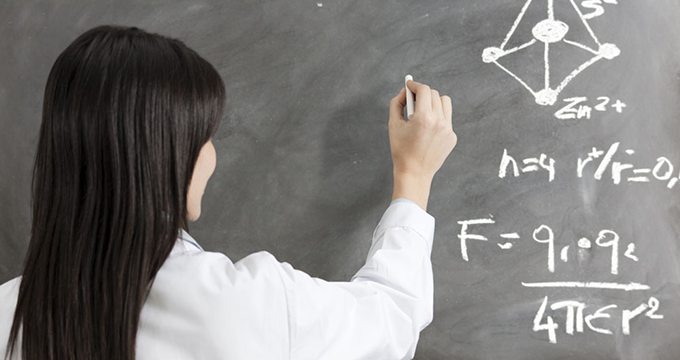 S⁻
Zn²⁺
n=4 r⁺/r⁻=0,
F = q₁·q₂
4πεr²